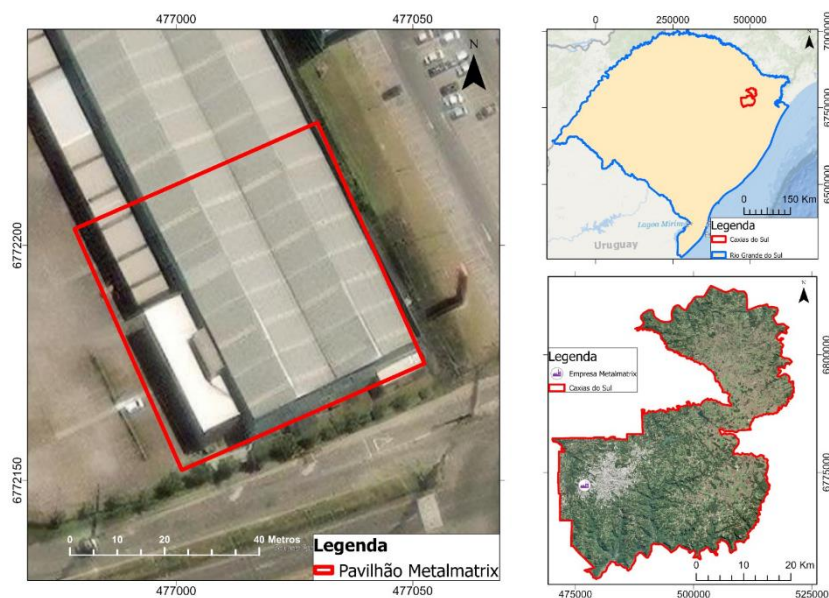 477000
477050
N
6772200
6772150
0 10 20 40 Metros
Legenda
Pavilhão Metalmatrix
477000
477050
0
250000
500000
7000000
6750000
6500000
N
0 150 Km
Lagoa Mirim
Uruguay
Legenda
Caxias do Sul
Rio Grande do Sul
N
Legenda
Empresa Metalmatrix
Caxias do Sul
6800000
6775000
0 10 20 Km
475000
500000
525000